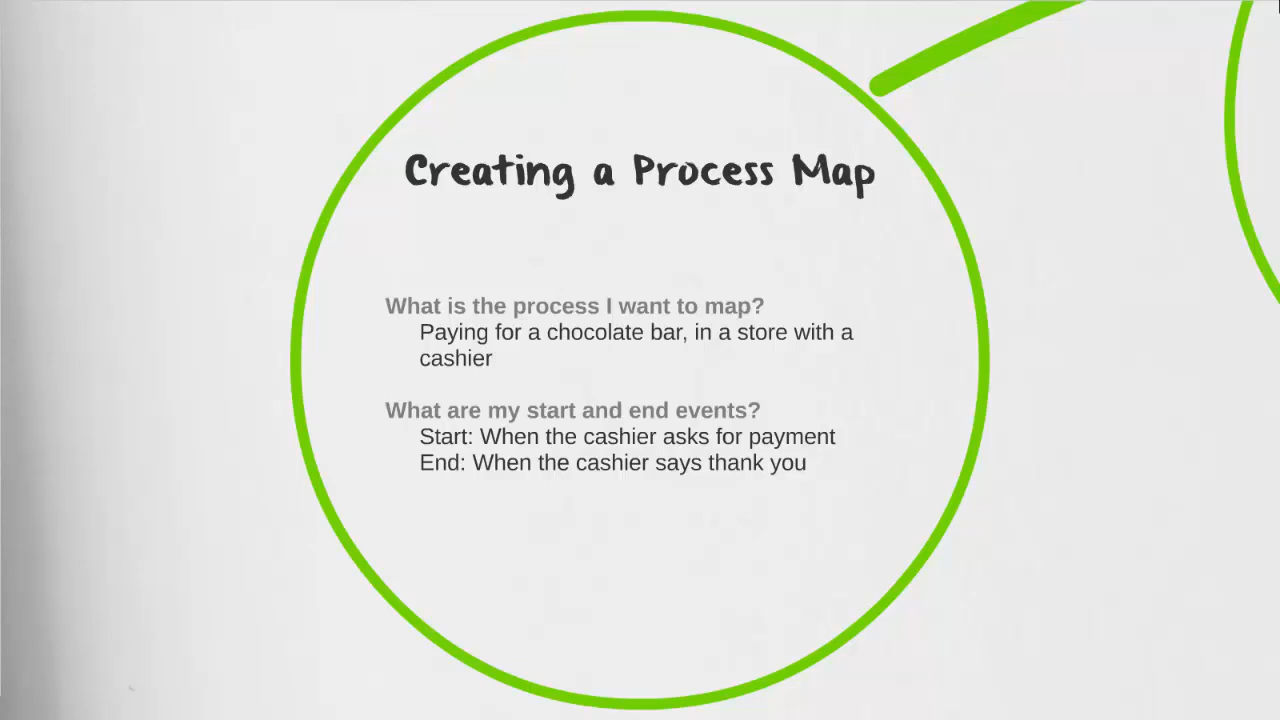 Creating a Process Map
What is the process I want to map?
Paying for a chocolate bar, in a store with a
cashier
What are my start and end events?
Start: When the cashier asks for payment
End: When the cashier says thank you